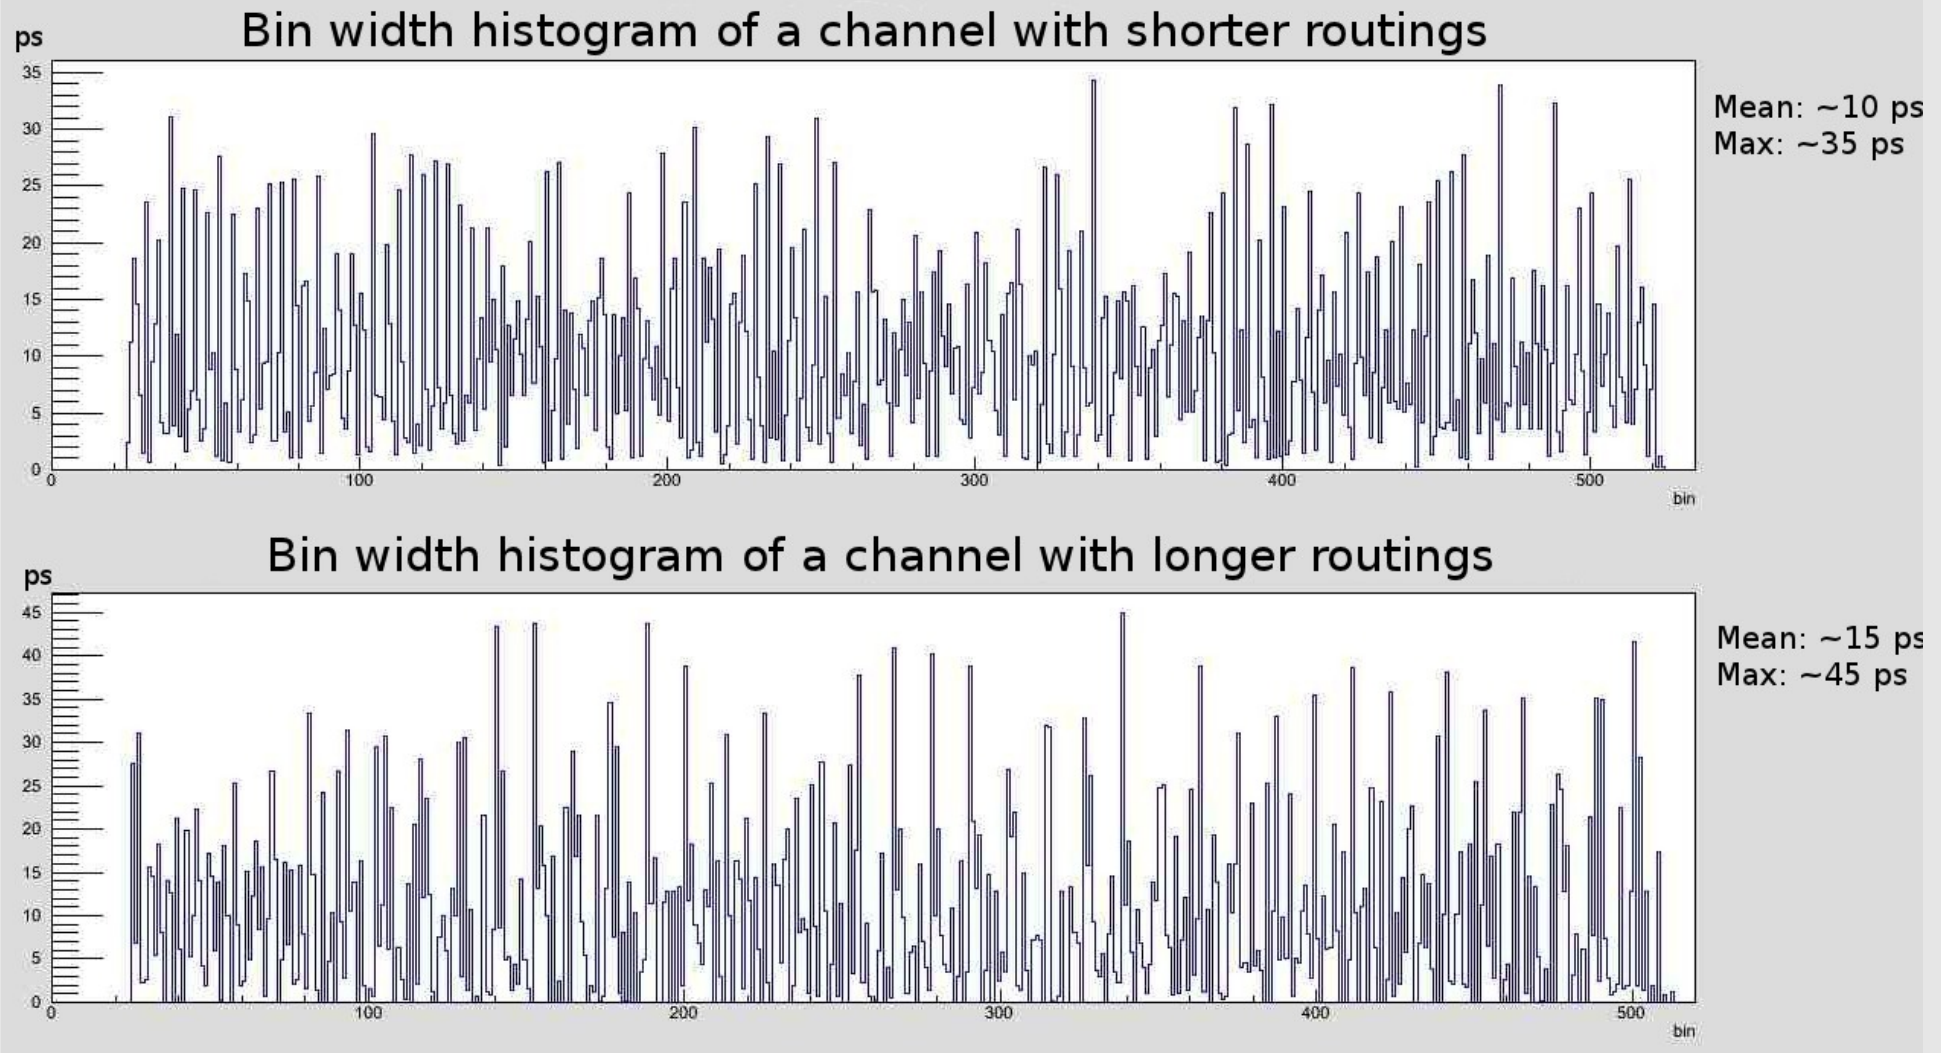 Bin width histogram of a channel with shorter routings
ps
35
30
25
20
15
10
5
0
0 100 200 300 400 500
bin
Mean: ~10 ps
Max: ~35 ps
Bin width histogram of a channel with longer routings
ps
45
40
35
30
25
20
15
10
5
0
0 100 200 300 400 500
bin
Mean: ~15 ps
Max: ~45 ps